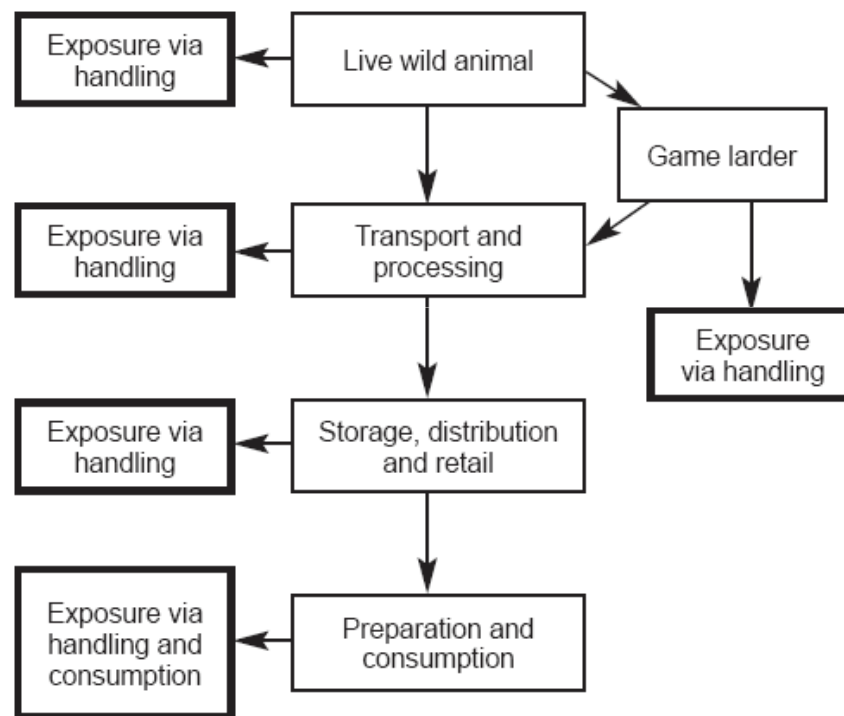 Exposure via
handling
Live wild animal
Game larder
Exposure via
handling
Transport and
processing
Exposure
via handling
Exposure via
handling
Storage, distribution
and retail
Exposure via
handling and
consumption
Preparation and
consumption